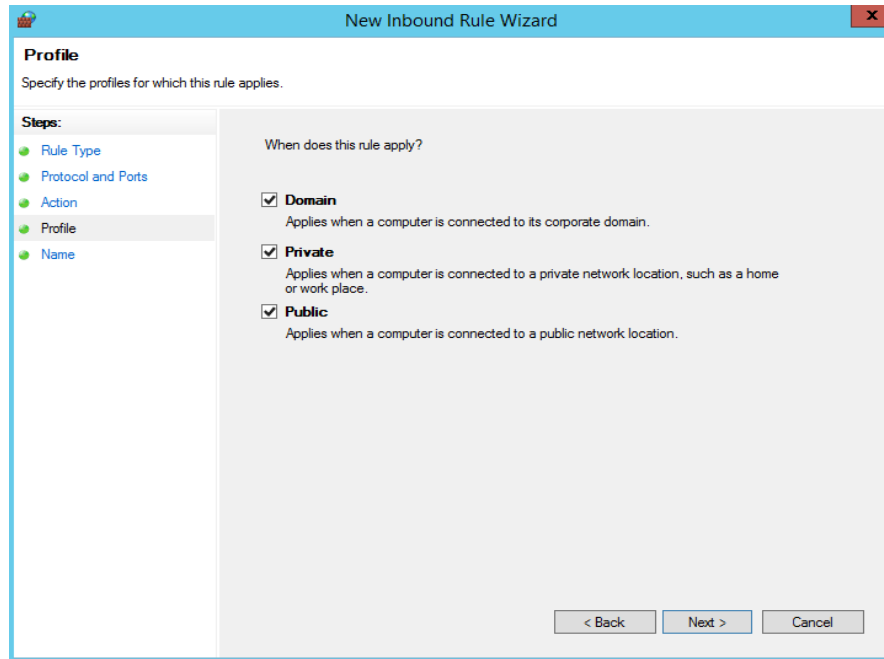 New Inbound Rule Wizard
x
Profile
Specify the profiles for which this rule applies.
Steps:
Rule Type
Protocol and Ports
Action
Profile
Name
When does this rule apply?
Domain
Applies when a computer is connected to its corporate domain.
Private
Applies when a computer is connected to a private network location, such as a home
or work place.
Public
Applies when a computer is connected to a public network location.
< Back
Next >
Cancel